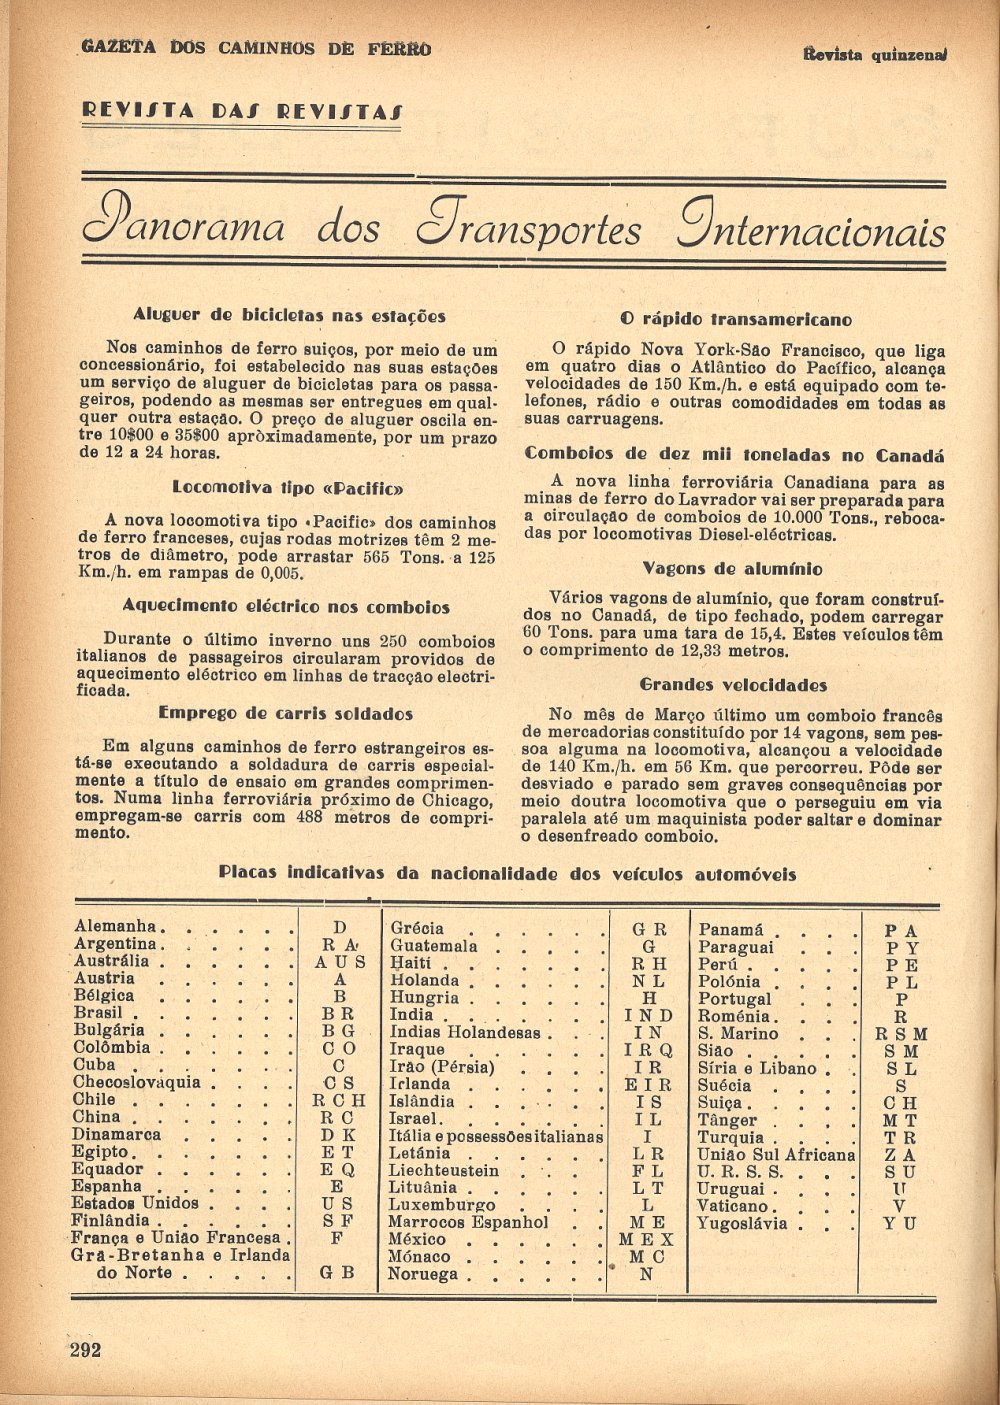 GAZETA DOS CAMINHOS DE FERRO
Revista quinzenal
REVISTA DAS REVISTAS
Panorama dos Transportes Internacionais
Aluguer de bicicletas nas estações
Nos caminhos de ferro suiços, por meio de um
concessionário, foi estabelecido nas suas estações
um serviço de aluguer de bicicletas para os passa-
geiros, podendo as mesmas ser entregues em qual-
quer outra estação. O preço de aluguer oscila en-
tre 10$00 e 35$00 apròximadamente, por um prazo
de 12 a 24 horas.
Locomotiva tipo «Pacific»
A nova locomotiva tipo «Pacific» dos caminhos
de ferro franceses, cujas rodas motrizes têm 2 me-
tros de diâmetro, pode arrastar 565 Tons. a 125
Km./h. em rampas de 0,005.
Aquecimento eléctrico nos comboios
Durante o último inverno uns 250 comboios
italianos de passageiros circularam providos de
aquecimento eléctrico em linhas de tracção electri-
ficada.
Emprego de carris soldados
Em alguns caminhos de ferro estrangeiros es-
tá-se executando a soldadura de carris especial-
mente a título de ensaio em grandes comprimen-
tos. Numa linha ferroviária próximo de Chicago,
empregam-se carris com 488 metros de compri-
mento.
O rápido transamericano
O rápido Nova York-São Francisco, que liga
em quatro dias o Atlântico do Pacífico, alcança
velocidades de 150 Km./h. e está equipado com te-
lefones, rádio e outras comodidades em todas as
suas carruagens.
Comboios de dez mil toneladas no Canadá
A nova linha ferroviária Canadiana para as
minas de ferro do Lavrador vai ser preparada para
a circulação de comboios de 10.000 Tons., reboca-
das por locomotivas Diesel-eléctricas.
Vagons de alumínio
Vários vagons de alumínio, que foram construí-
dos no Canadá, de tipo fechado, podem carregar
60 Tons. para uma tara de 15,4. Estes veículos têm
o comprimento de 12,33 metros.
Grandes velocidades
No mês de Março último um comboio francês
de mercadorias constituído por 14 vagons, sem pes-
soa alguma na locomotiva, alcançou a velocidade
de 140 Km./h. em 56 Km. que percorreu. Pôde ser
desviado e parado sem graves consequências por
meio doutra locomotiva que o perseguiu em via
paralela até um maquinista poder saltar e dominar
o desenfreado comboio.
Placas indicativas da nacionalidade dos veículos automóveis
Alemanha . . . . . . D
Argentina . . . . . . R A
Austrália . . . . . . A U S
Austria . . . . . . A
Bélgica . . . . . . B
Brasil . . . . . . B R
Bulgária . . . . . . B G
Colômbia . . . . . . C O
Cuba . . . . . . C
Checoslováquia . . . . C S
Chile . . . . . . R C H
China . . . . . . R C
Dinamarca . . . . . D K
Egipto . . . . . . E T
Equador . . . . . . E Q
Espanha . . . . . . E
Estados Unidos . . . . U S
Finlândia . . . . . . S F
França e União Francesa . F
Grã-Bretanha e Irlanda
do Norte . . . . . G B
Grécia . . . . . . G R
Guatemala . . . . . G
Haiti . . . . . . R H
Holanda . . . . . . N L
Hungria . . . . . . H
India . . . . . . I N D
Indias Holandesas . . . I N
Iraque . . . . . . I R Q
Irão (Pérsia) . . . . I R
Irlanda . . . . . . E I R
Islândia . . . . . . I S
Israel . . . . . . I L
Itália e possessões italianas I
Letánia . . . . . . L R
Liechteustein . . . . F L
Lituânia . . . . . . L T
Luxemburgo . . . . L
Marrocos Espanhol . . M E
México . . . . . . M E X
Mónaco . . . . . . M C
Noruega . . . . . . N
Panamá . . . . P A
Paraguai . . . P Y
Perú . . . . . P E
Polónia . . . . P L
Portugal . . . P
Roménia . . . . R
S. Marino . . . R S M
Sião . . . . . S M
Síria e Libano . . S L
Suécia . . . . S
Suiça . . . . . C H
Tânger . . . . M T
Turquia . . . . T R
União Sul Africana Z A
U. R. S. S. . . . S U
Uruguai . . . . U
Vaticano . . . . V
Yugoslávia . . . Y U
292